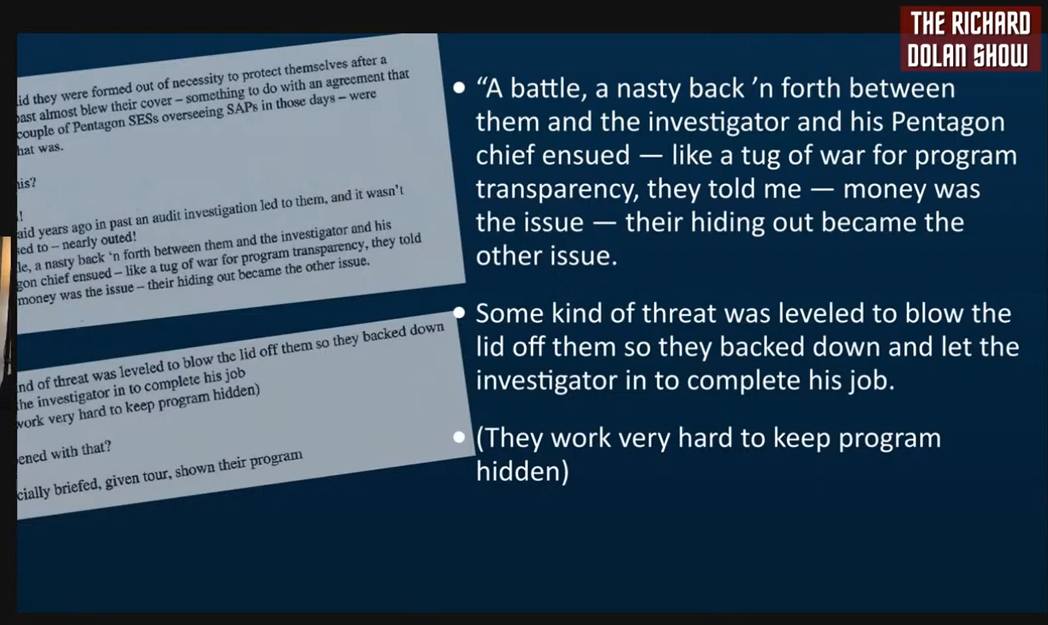 THE RICHARD
DOLAN SHOW
they were formed out of necessity to protect themselves after a
almost blew their cover – something to do with an agreement that
couple of Pentagon SESs overseeing SAPs in those days – were
hat was.
his?
!
aid years ago in past an audit investigation led to them, and it wasn't
ed to – nearly outed!
le, a nasty back 'n forth between them and the investigator and his
gon chief ensued – like a tug of war for program transparency, they told
money was the issue – their hiding out became the other issue.
nd of threat was leveled to blow the lid off them so they backed down
he investigator in to complete his job
work very hard to keep program hidden)
ened with that?
cially briefed, given tour, shown their program
• “A battle, a nasty back ’n forth between
them and the investigator and his Pentagon
chief ensued — like a tug of war for program
transparency, they told me — money was
the issue — their hiding out became the
other issue.
• Some kind of threat was leveled to blow the
lid off them so they backed down and let the
investigator in to complete his job.
• (They work very hard to keep program
hidden)